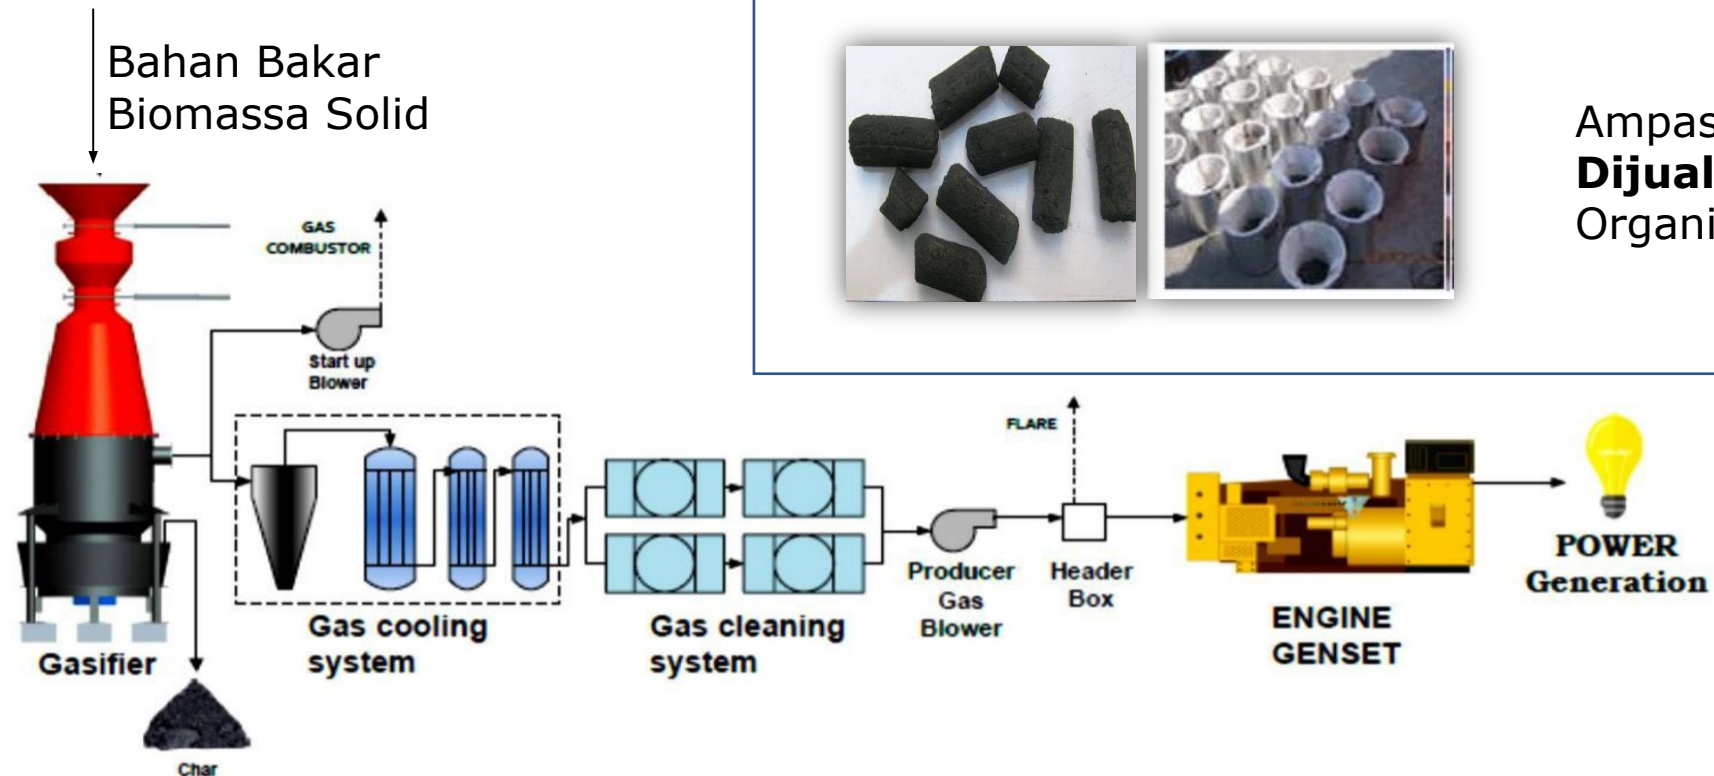 Bahan Bakar
Biomassa Solid
Ampas
Dijual
Organi
GAS
COMBUSTOR
Start up
Blower
FLARE
Producer
Gas
Blower
Header
Box
POWER
Generation
Gas cooling
system
Gas cleaning
system
ENGINE
GENSET
Gasifier
Char